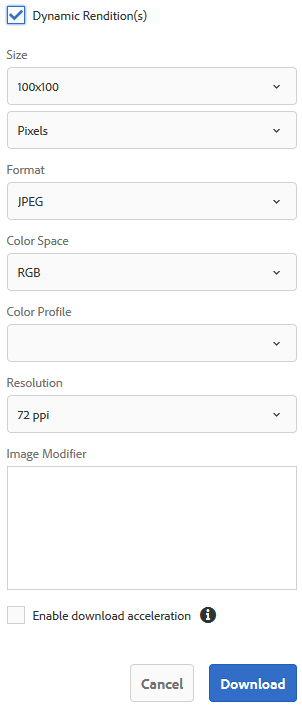 Dynamic Rendition(s)
Size
100x100
Pixels
Format
JPEG
Color Space
RGB
Color Profile
Resolution
72 ppi
Image Modifier
Enable download acceleration
Cancel Download